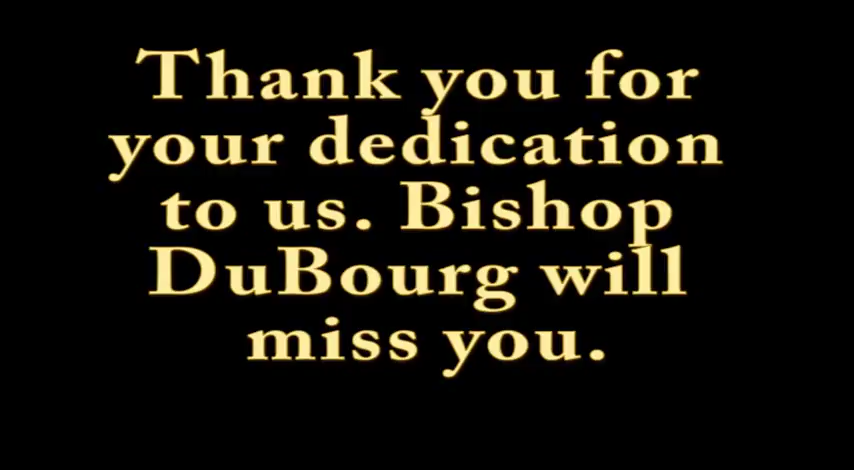 Thank you for
your dedication
to us. Bishop
DuBourg will
miss you.